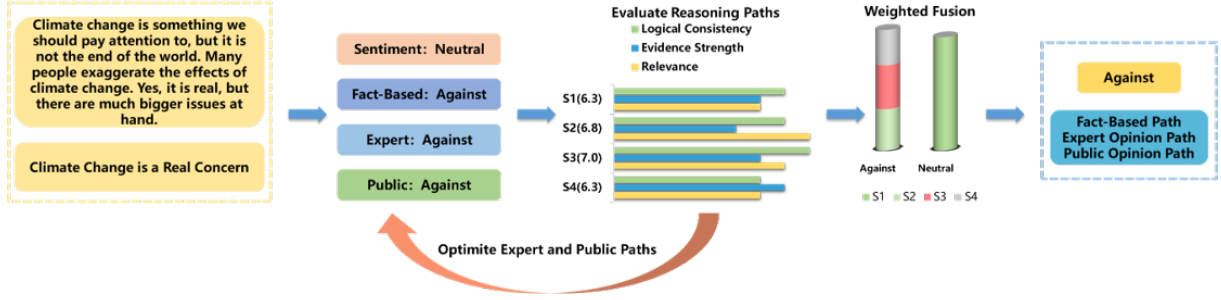 Climate change is something we
should pay attention to, but it is
not the end of the world. Many
people exaggerate the effects of
climate change. Yes, it is real, but
there are much bigger issues at
hand.
Climate Change is a Real Concern
Sentiment: Neutral
Fact-Based: Against
Expert: Against
Public: Against
Optimite Expert and Public Paths
Evaluate Reasoning Paths
Logical Consistency
Evidence Strength
Relevance
S1(6.3)
S2(6.8)
S3(7.0)
S4(6.3)
Weighted Fusion
Against
Neutral
S1
S2
S3
S4
Against
Fact-Based Path
Expert Opinion Path
Public Opinion Path